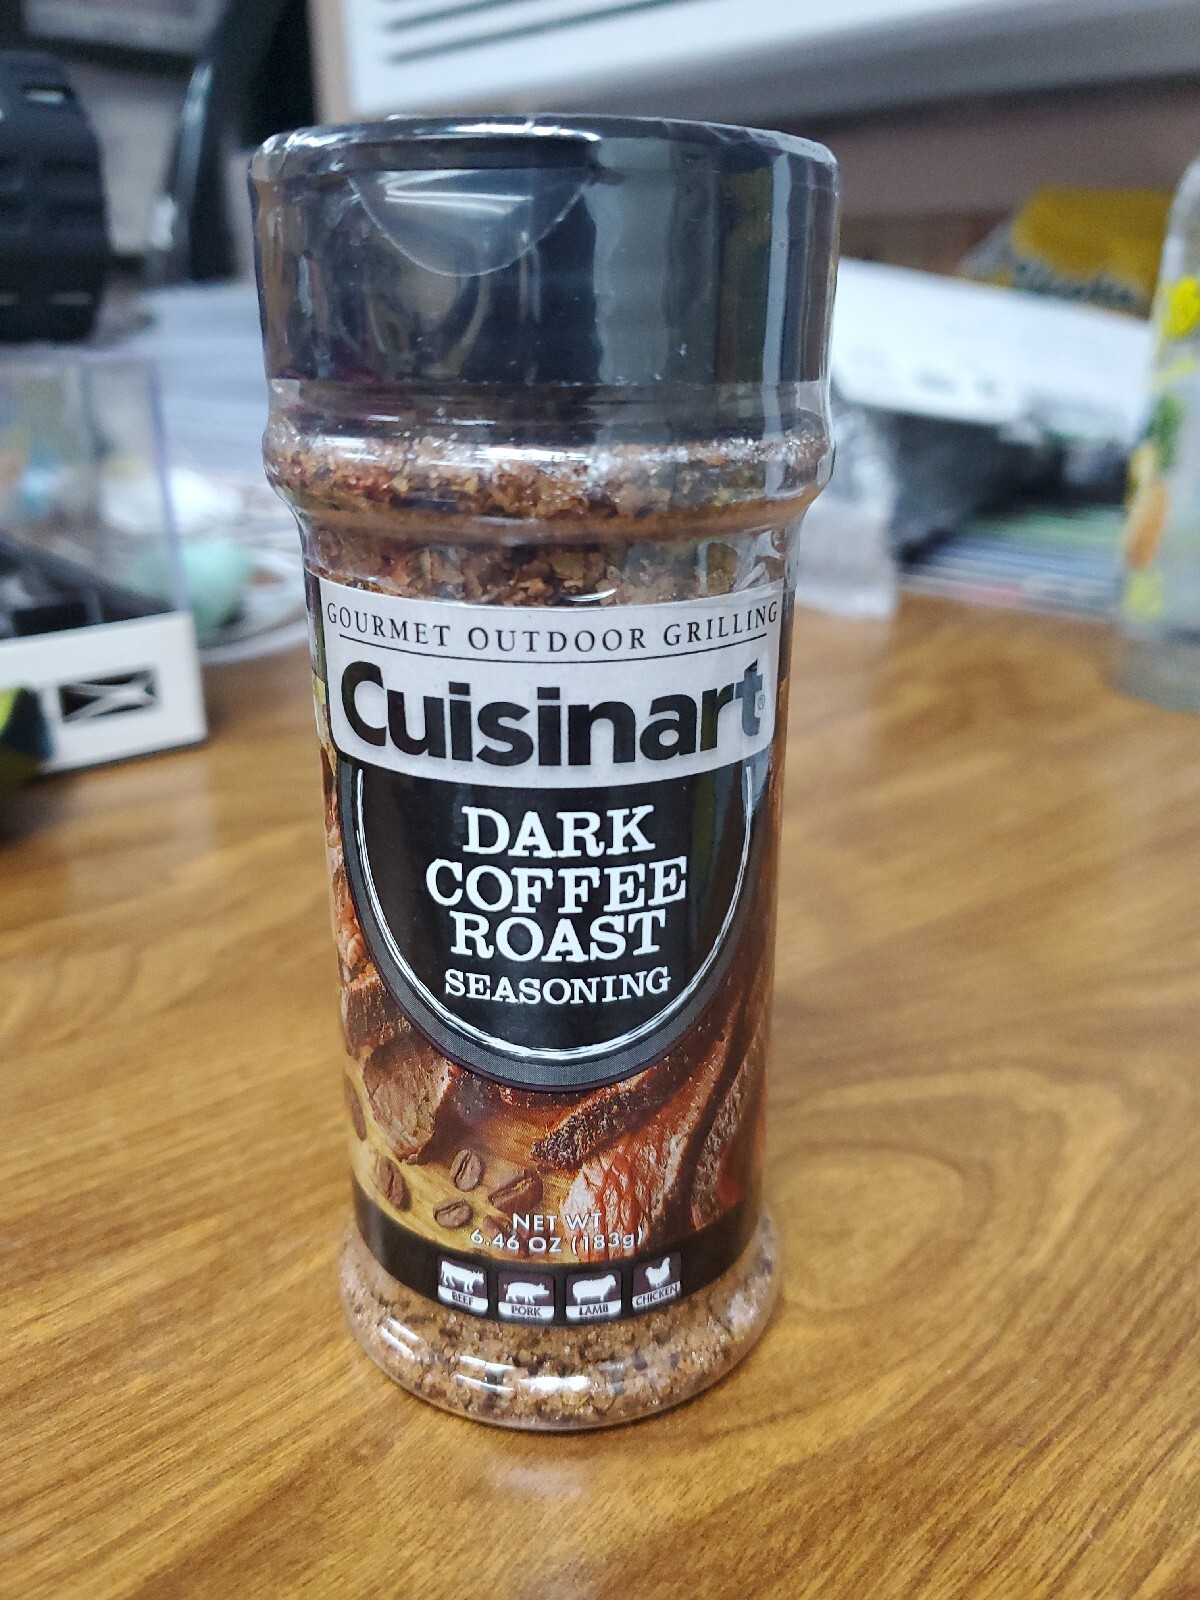 GOURMET OUTDOOR GRILLING
Cuisinart®
DARK
COFFEE
ROAST
SEASONING
NET WT
6.46 OZ (183g)
BEEF PORK LAMB CHICKEN